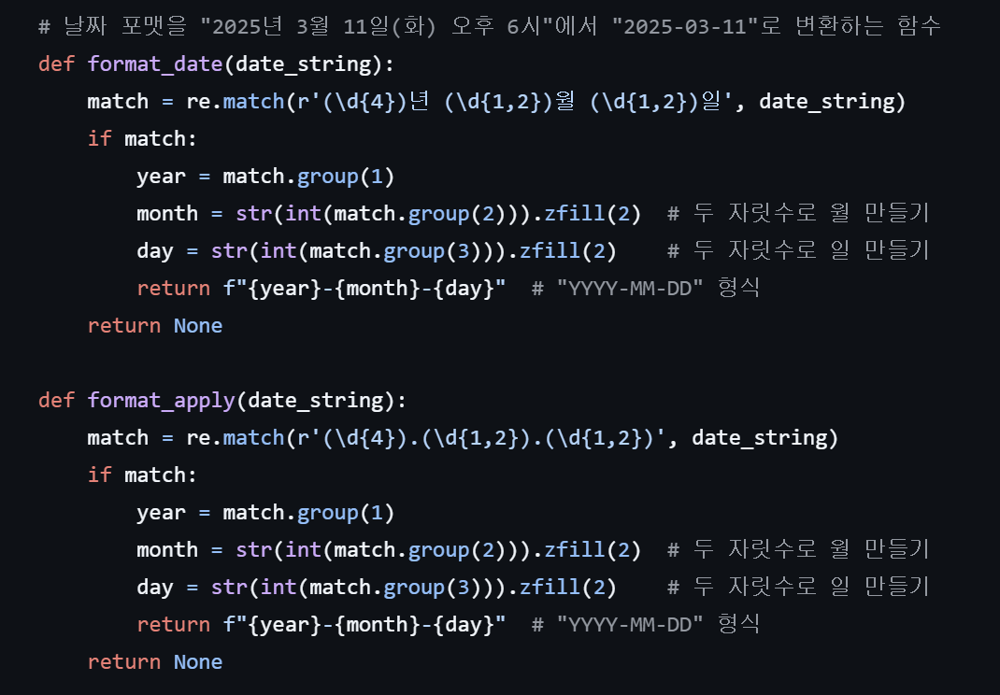 # 날짜 포맷을 "2025년 3월 11일(화) 오후 6시"에서 "2025-03-11"로 변환하는 함수
def format_date(date_string):
    match = re.match(r'(\d{4})년 (\d{1,2})월 (\d{1,2})일', date_string)
    if match:
        year = match.group(1)
        month = str(int(match.group(2))).zfill(2)  # 두 자릿수로 월 만들기
        day = str(int(match.group(3))).zfill(2)    # 두 자릿수로 일 만들기
        return f"{year}-{month}-{day}"  # "YYYY-MM-DD" 형식
    return None

def format_apply(date_string):
    match = re.match(r'(\d{4}).(\d{1,2}).(\d{1,2})', date_string)
    if match:
        year = match.group(1)
        month = str(int(match.group(2))).zfill(2)  # 두 자릿수로 월 만들기
        day = str(int(match.group(3))).zfill(2)    # 두 자릿수로 일 만들기
        return f"{year}-{month}-{day}"  # "YYYY-MM-DD" 형식
    return None